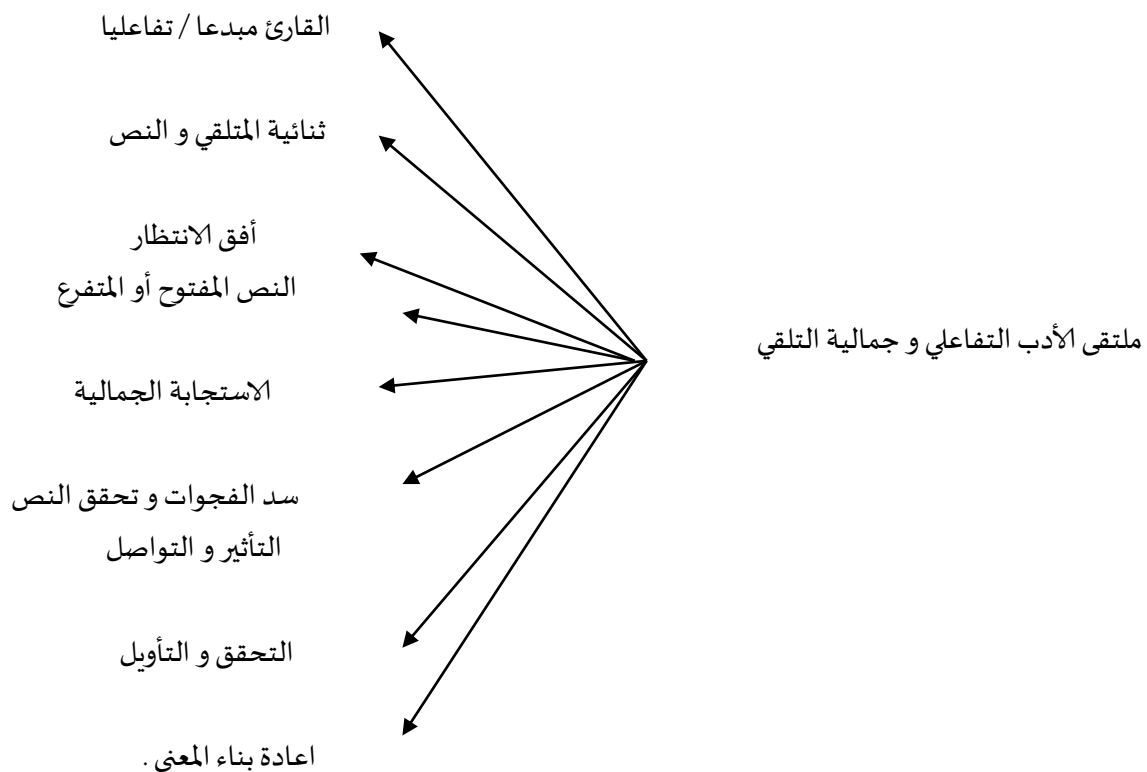 القارئ مبدعا / تفاعليا
ثنائية المتلقي و النص
أفق الانتظار
النص المفتوح أو المتفرع
ملتقى الأدب التفاعلي و جمالية التلقي
الاستجابة الجمالية
سد الفجوات و تحقق النص
التأثير و التواصل
التحقق و التأويل
اعادة بناء المعنى .